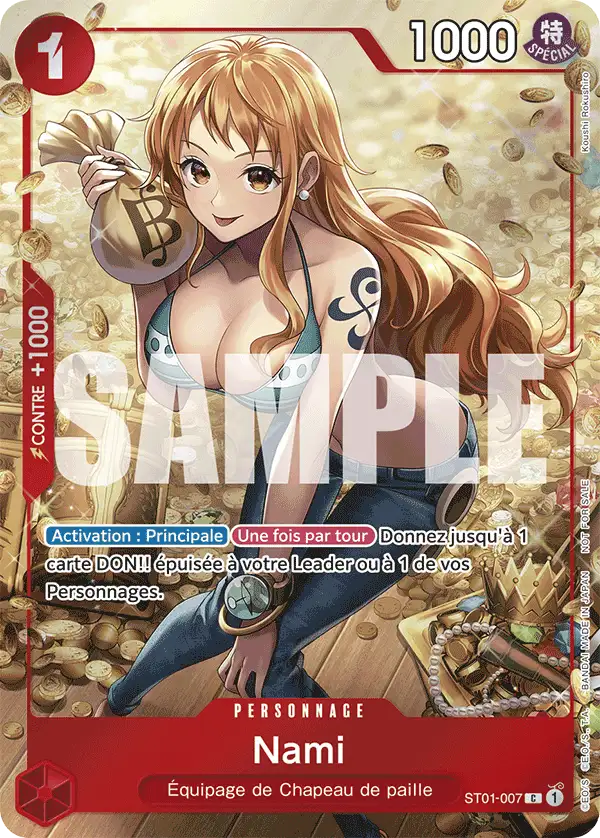 1
1000
特
SPÉCIAL
Koushi Rokushiro
฿
CONTRE +1000
SAMPLE
Activation : Principale Une fois par tour Donnez jusqu'à 1
carte DON!! épuisée à votre Leader ou à 1 de vos
Personnages.
©E.O/S. ©E.O./S.,T.A. BANDAI MADE IN JAPAN NOT FOR SALE
PERSONNAGE
Nami
Équipage de Chapeau de paille
ST01-007 C 1